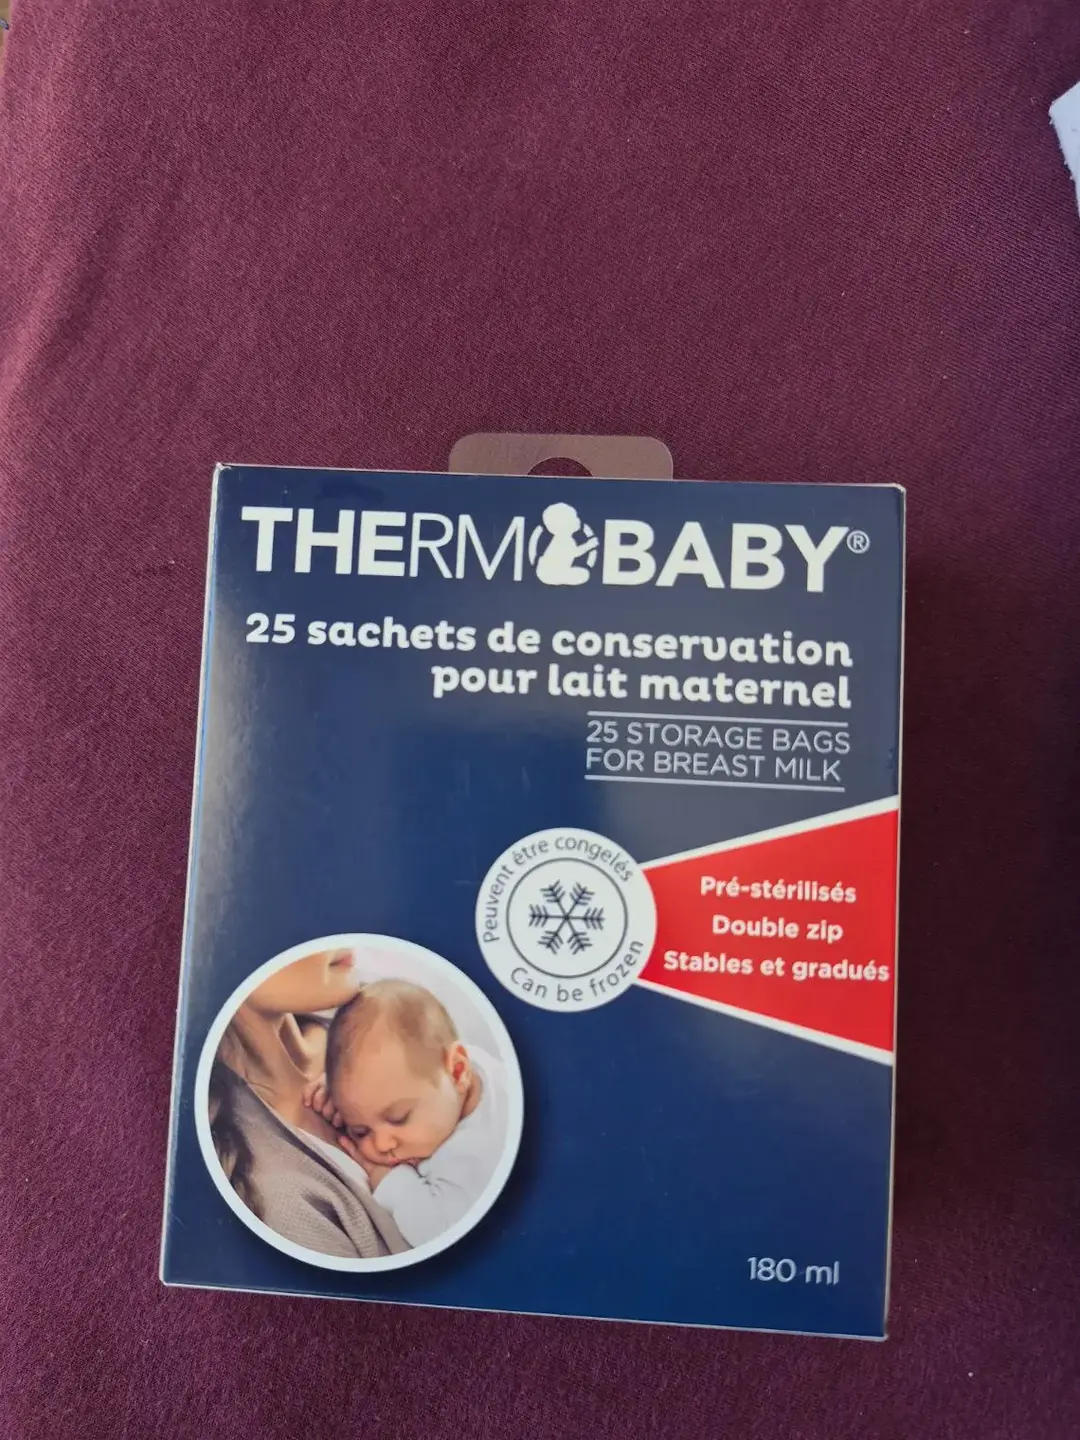 THERMOBABY®
25 sachets de conservation
pour lait maternel
25 STORAGE BAGS
FOR BREAST MILK
Peuvent être congelés
Can be frozen
Pré-stérilisés
Double zip
Stables et gradués
180 ml